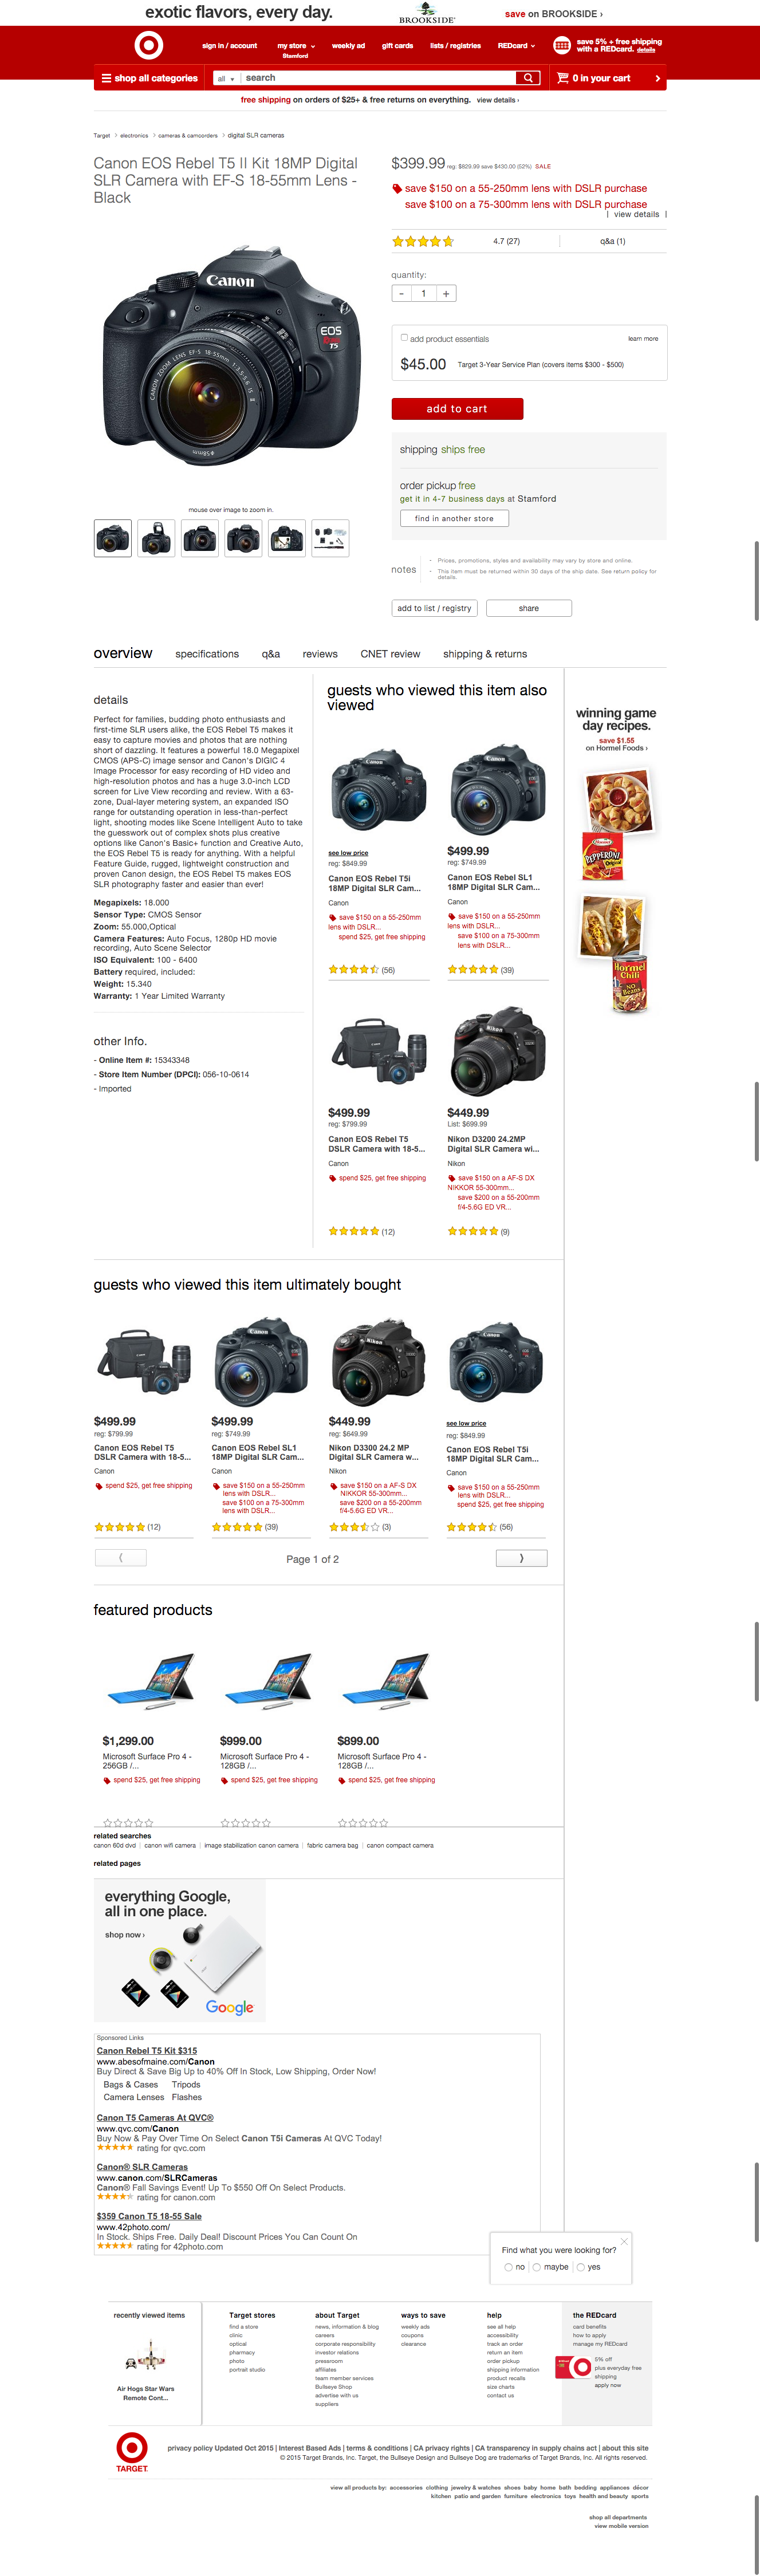 exotic flavors, every day.
BROOKSIDE
save on BROOKSIDE ›
sign in / account
my store
Stamford
weekly ad
gift cards
lists / registries
REDcard
save 5% + free shipping
with a REDcard. details
shop all categories
all
search
0 in your cart
free shipping on orders of $25+ & free returns on everything. view details ›
Target > electronics > cameras & camcorders > digital SLR cameras
Canon EOS Rebel T5 II Kit 18MP Digital
SLR Camera with EF-S 18-55mm Lens -
Black
Canon
EOS
T5
CANON ZOOM LENS EF-S 18-55mm
mouse over image to zoom in.
$399.99 reg: $829.99 save $430.00 (52%) SALE
save $150 on a 55-250mm lens with DSLR purchase
save $100 on a 75-300mm lens with DSLR purchase
| view details |
4.7 (27)
q&a (1)
quantity:
- 1 +
add product essentials
learn more
$45.00 Target 3-Year Service Plan (covers items $300 - $500)
add to cart
shipping ships free
order pickup free
get it in 4-7 business days at Stamford
find in another store
notes
- Prices, promotions, styles and availability may vary by store and online.
- This item must be returned within 30 days of the ship date. See return policy for
details.
add to list / registry
share
overview
specifications
q&a
reviews
CNET review
shipping & returns
details
Perfect for families, budding photo enthusiasts and
first-time SLR users alike, the EOS Rebel T5 makes it
easy to capture movies and photos that are nothing
short of dazzling. It features a powerful 18.0 Megapixel
CMOS (APS-C) image sensor and Canon's DIGIC 4
Image Processor for easy recording of HD video and
high-resolution photos and has a huge 3.0-inch LCD
screen for Live View recording and review. With a 63-
zone, Dual-layer metering system, an expanded ISO
range for outstanding operation in less-than-perfect
light, shooting modes like Scene Intelligent Auto to take
the guesswork out of complex shots plus creative
options like Canon's Basic+ function and Creative Auto,
the EOS Rebel T5 is ready for anything. With a helpful
Feature Guide, rugged, lightweight construction and
proven Canon design, the EOS Rebel T5 makes EOS
SLR photography faster and easier than ever!
Megapixels: 18.000
Sensor Type: CMOS Sensor
Zoom: 55.000,Optical
Camera Features: Auto Focus, 1280p HD movie
recording, Auto Scene Selector
ISO Equivalent: 100 - 6400
Battery required, included:
Weight: 15.340
Warranty: 1 Year Limited Warranty
other Info.
- Online Item #: 15343348
- Store Item Number (DPCI): 056-10-0614
- Imported
guests who viewed this item also
viewed
see low price
reg: $849.99
Canon EOS Rebel T5i
18MP Digital SLR Cam...
Canon
save $150 on a 55-250mm
lens with DSLR...
spend $25, get free shipping
(56)
$499.99
reg: $749.99
Canon EOS Rebel SL1
18MP Digital SLR Cam...
Canon
save $150 on a 55-250mm
lens with DSLR...
save $100 on a 75-300mm
lens with DSLR...
(39)
$499.99
reg: $799.99
Canon EOS Rebel T5
DSLR Camera with 18-5...
Canon
spend $25, get free shipping
(12)
Nikon
$449.99
List: $699.99
Nikon D3200 24.2MP
Digital SLR Camera wi...
Nikon
save $150 on a AF-S DX
NIKKOR 55-300mm...
save $200 on a 55-200mm
f/4-5.6G ED VR...
(9)
winning game
day recipes.
save $1.55
on Hormel Foods ›
PEPPERONI
Hormel
Chili
NO
Beans
guests who viewed this item ultimately bought
$499.99
reg: $799.99
Canon EOS Rebel T5
DSLR Camera with 18-5...
Canon
spend $25, get free shipping
(12)
$499.99
reg: $749.99
Canon EOS Rebel SL1
18MP Digital SLR Cam...
Canon
save $150 on a 55-250mm
lens with DSLR...
save $100 on a 75-300mm
lens with DSLR...
(39)
Nikon
$449.99
reg: $649.99
Nikon D3300 24.2 MP
Digital SLR Camera w...
Nikon
save $150 on a AF-S DX
NIKKOR 55-300mm...
save $200 on a 55-200mm
f/4-5.6G ED VR...
(3)
see low price
reg: $849.99
Canon EOS Rebel T5i
18MP Digital SLR Cam...
Canon
save $150 on a 55-250mm
lens with DSLR...
spend $25, get free shipping
(56)
Page 1 of 2
featured products
$1,299.00
Microsoft Surface Pro 4 -
256GB /...
spend $25, get free shipping
$999.00
Microsoft Surface Pro 4 -
128GB /...
spend $25, get free shipping
$899.00
Microsoft Surface Pro 4 -
128GB /...
spend $25, get free shipping
related searches
canon 60d dvd | canon wifi camera | image stabilization canon camera | fabric camera bag | canon compact camera
related pages
everything Google,
all in one place.
shop now ›
Google
Sponsored Links
Canon Rebel T5 Kit $315
www.abesofmaine.com/Canon
Buy Direct & Save Big Up to 40% Off In Stock, Low Shipping, Order Now!
Bags & Cases Tripods
Camera Lenses Flashes
Canon T5 Cameras At QVC®
www.qvc.com/Canon
Buy Now & Pay Over Time On Select Canon T5i Cameras At QVC Today!
rating for qvc.com
Canon® SLR Cameras
www.canon.com/SLRCameras
Canon® Fall Savings Event! Up To $550 Off On Select Products.
rating for canon.com
$359 Canon T5 18-55 Sale
www.42photo.com/
In Stock. Ships Free. Daily Deal! Discount Prices You Can Count On
rating for 42photo.com
Find what you were looking for?
no maybe yes
recently viewed items
Air Hogs Star Wars
Remote Cont...
Target stores
find a store
clinic
optical
pharmacy
photo
portrait studio
about Target
news, information & blog
careers
corporate responsibility
investor relations
pressroom
affiliates
team member services
Bullseye Shop
advertise with us
suppliers
ways to save
weekly ads
coupons
clearance
help
see all help
accessibility
track an order
return an item
order pickup
shipping information
product recalls
size charts
contact us
the REDcard
card benefits
how to apply
manage my REDcard
5% off
plus everyday free
shipping
apply now
TARGET
privacy policy Updated Oct 2015 | Interest Based Ads | terms & conditions | CA privacy rights | CA transparency in supply chains act | about this site
© 2015 Target Brands, Inc. Target, the Bullseye Design and Bullseye Dog are trademarks of Target Brands, Inc. All rights reserved.
view all products by: accessories clothing jewelry & watches shoes baby home bath bedding appliances décor
kitchen patio and garden furniture electronics toys health and beauty sports
shop all departments
view mobile version